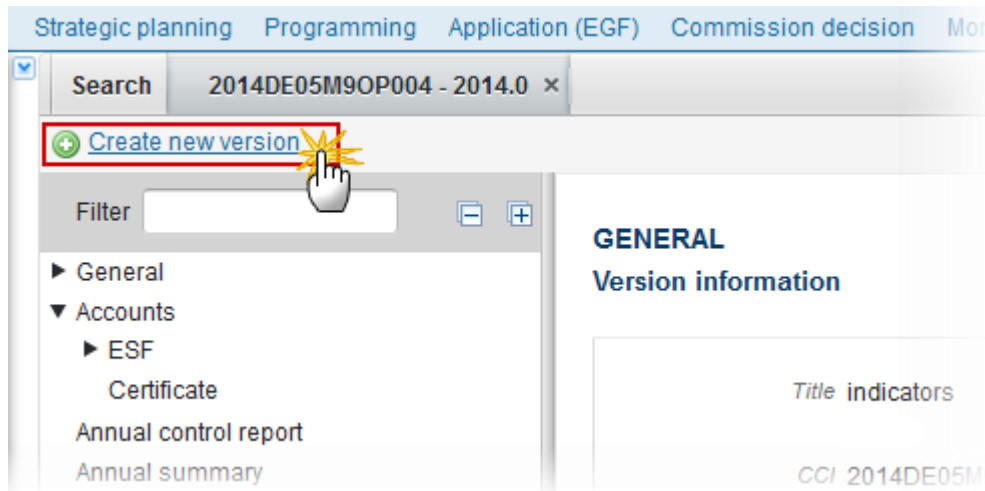 Strategic planning Programming Application (EGF) Commission decision
Search 2014DE05M9OP004 - 2014.0 ×
Create new version
Filter
GENERAL
General
Version information
Accounts
ESF
Certificate
Title indicators
Annual control report
Annual summary
CCI 2014DE05M